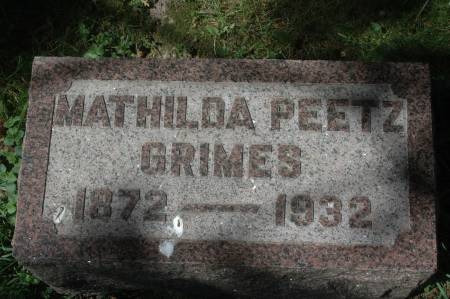 MATHILDA PEETZ
GRIMES
1872 — 1932